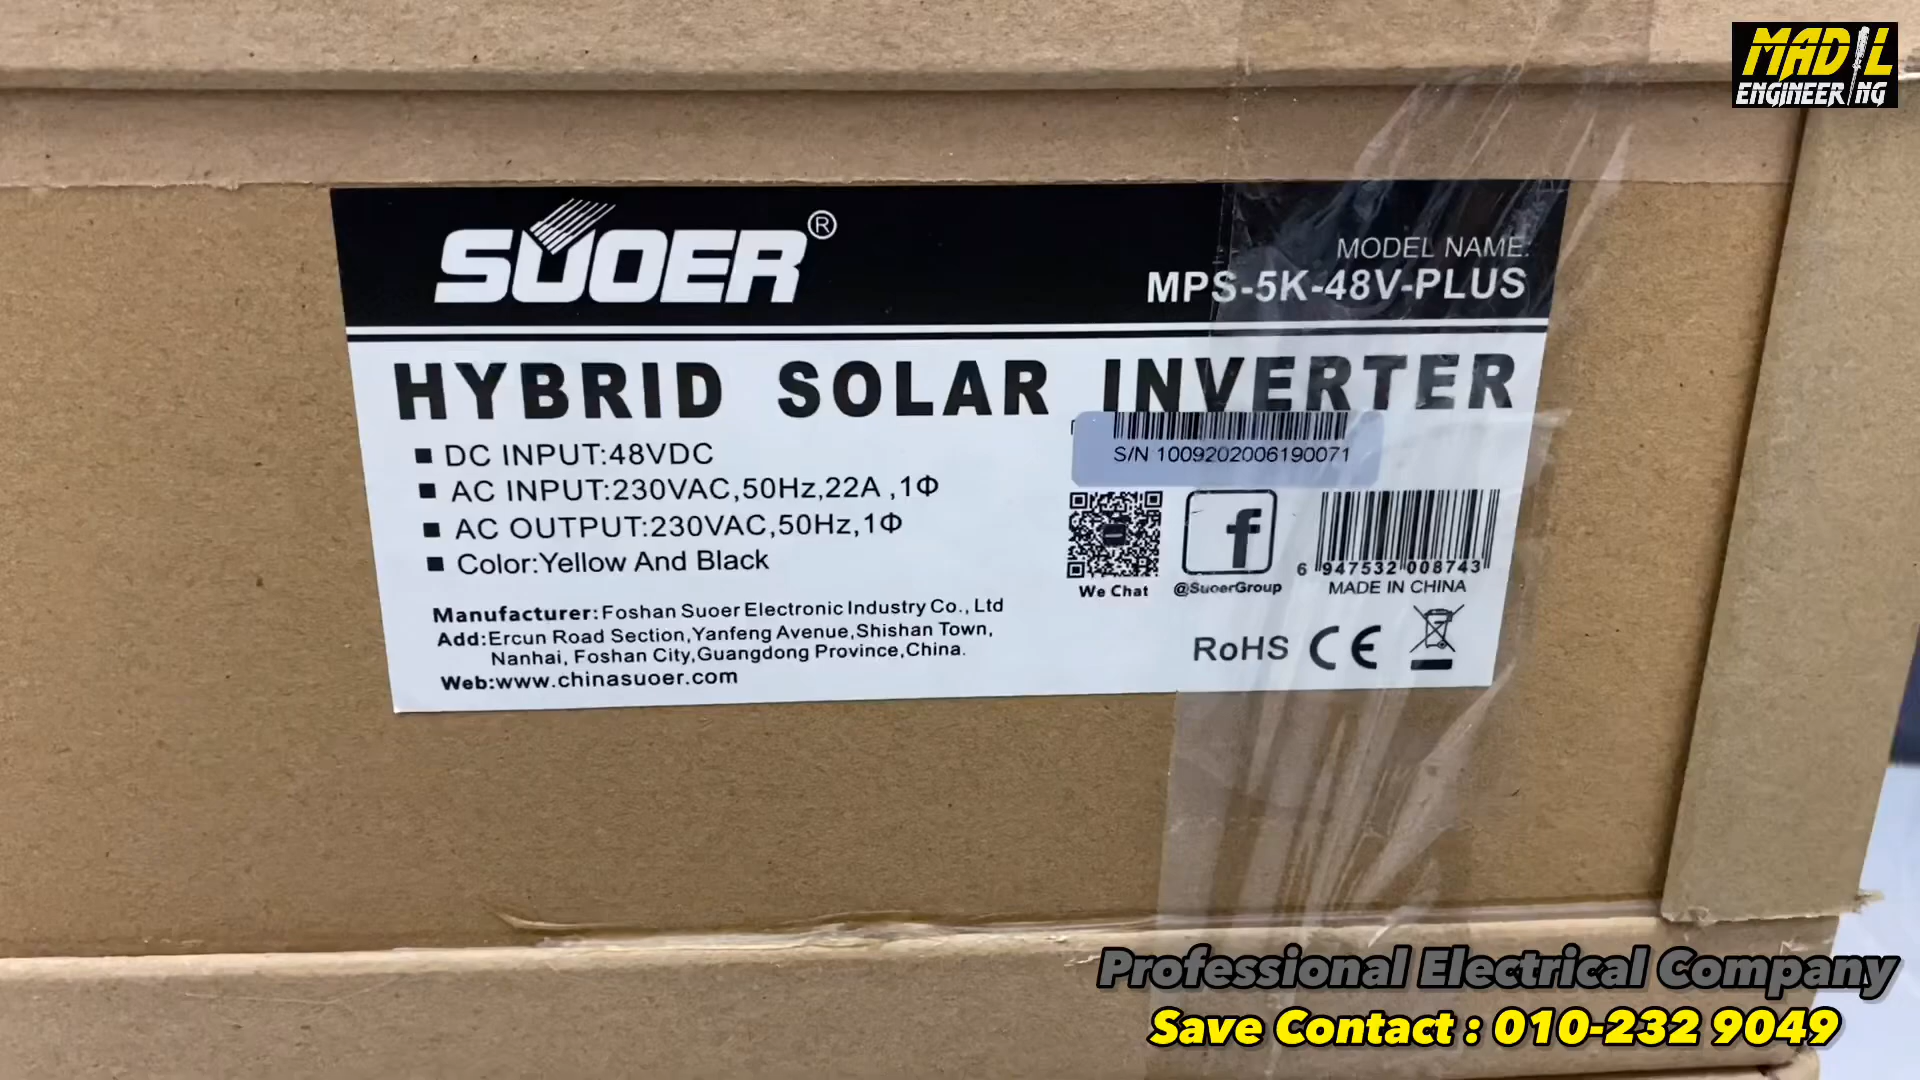 MADIL
ENGINEERING
SUOER®
MODEL NAME:
MPS-5K-48V-PLUS
HYBRID SOLAR INVERTER
■ DC INPUT:48VDC
■ AC INPUT:230VAC,50Hz,22A ,1Φ
■ AC OUTPUT:230VAC,50Hz,1Φ
■ Color:Yellow And Black
S/N 1009202006190071
We Chat
f
@SuoerGroup
6 947532 008743
MADE IN CHINA
Manufacturer:Foshan Suoer Electronic Industry Co., Ltd
Add:Ercun Road Section,Yanfeng Avenue,Shishan Town,
Nanhai, Foshan City,Guangdong Province,China.
Web:www.chinasuoer.com
RoHS CE
Professional Electrical Company
Save Contact : 010-232 9049